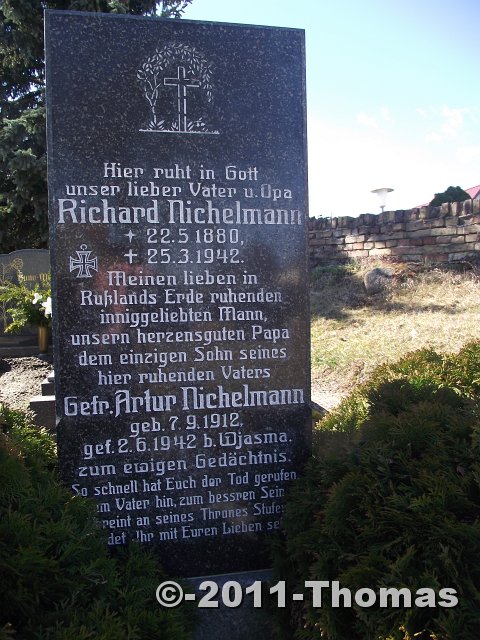 Hier ruht in Gott
unser lieber Vater u. Opa
Richard Nichelmann
22.5.1880,
25.3.1942.
Meinen lieben in
Rußlands Erde ruhenden
inniggeliebten Mann,
unsern herzensguten Papa
dem einzigen Sohn seines
hier ruhenden Vaters
Gefr. Artur Nichelmann
geb. 7.9.1912,
gef. 2.6.1942 b. Wjasma.
zum ewigen Gedächtnis.
So schnell hat Euch der Tod gerufen
Vater hin, zum bessren Sein
an seines Thrones Stufen
Ihr mit Euren Lieben
©-2011-Thomas